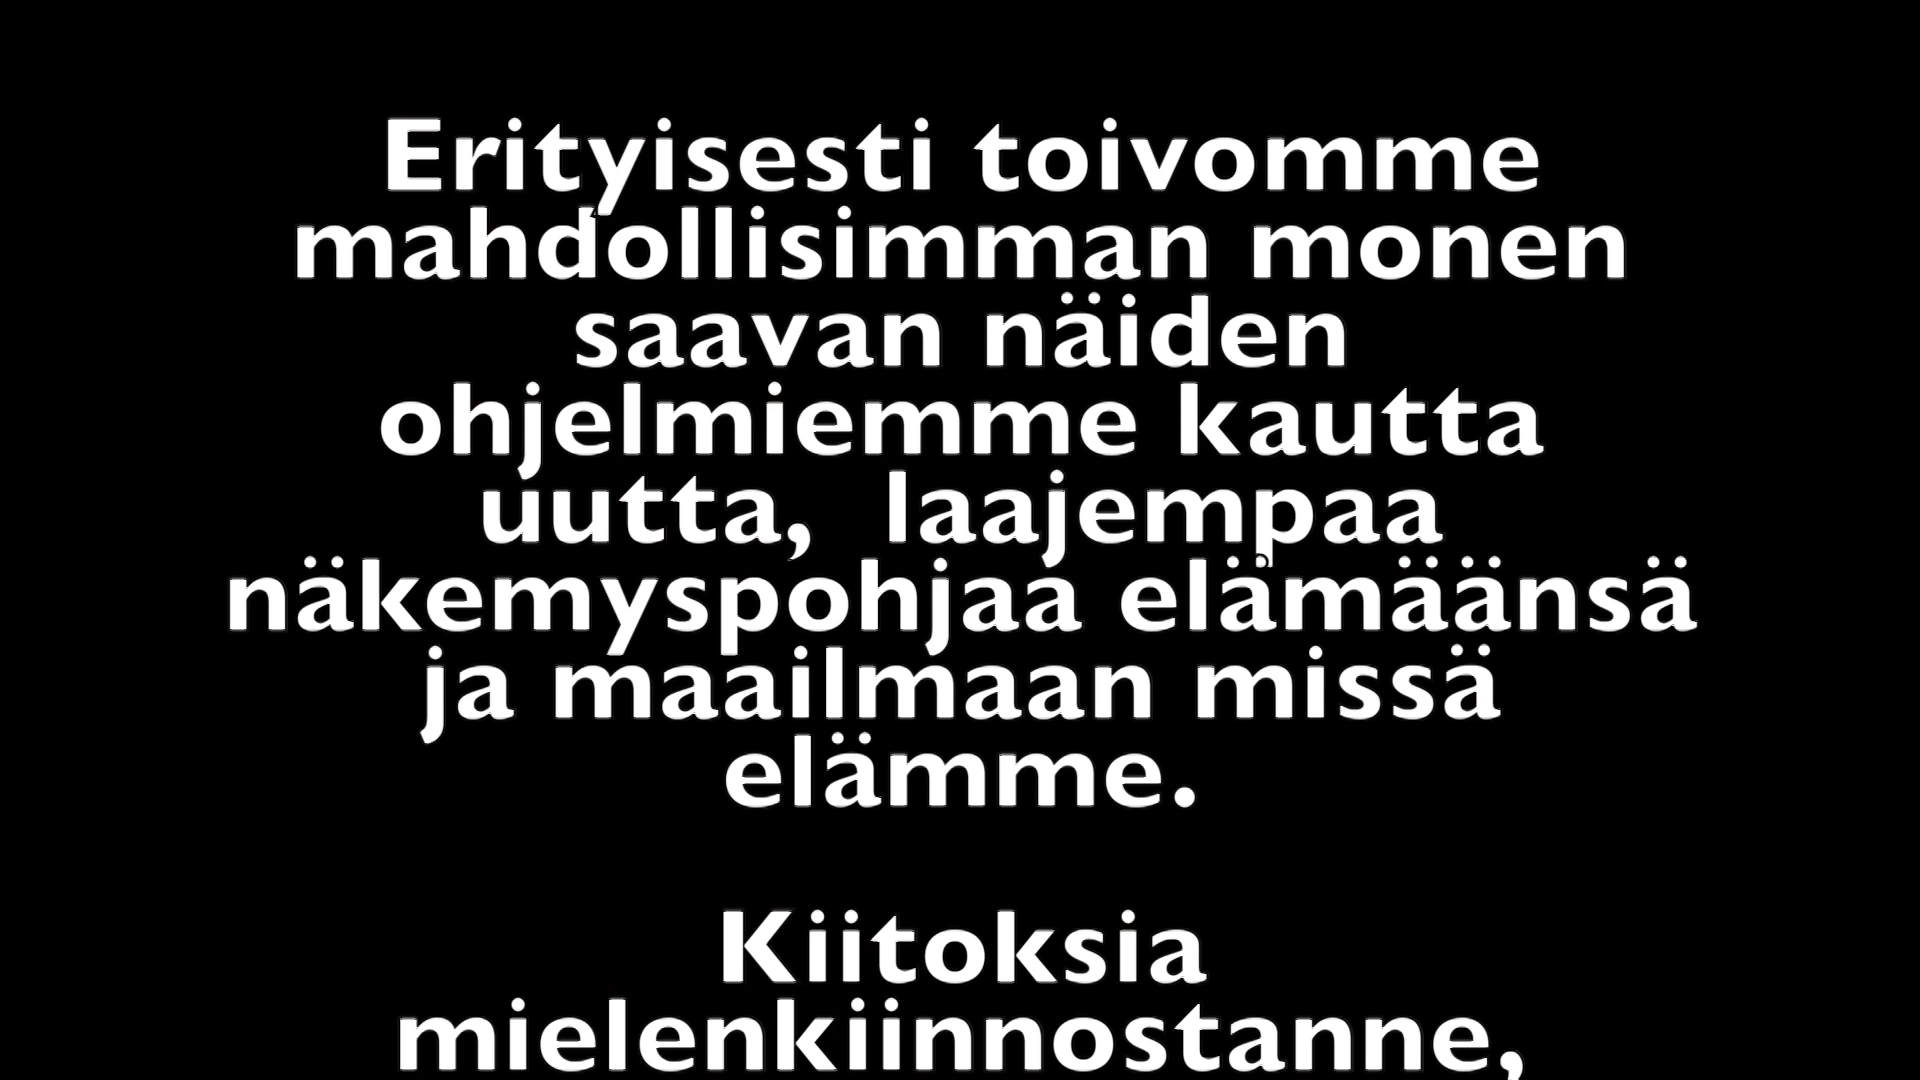 Erityisesti toivomme
mahdollisimman monen
saavan näiden
ohjelmiemme kautta
uutta,  laajempaa
näkemyspohjaa elämäänsä
ja maailmaan missä
elämme.
Kiitoksia
mielenkiinnostanne,